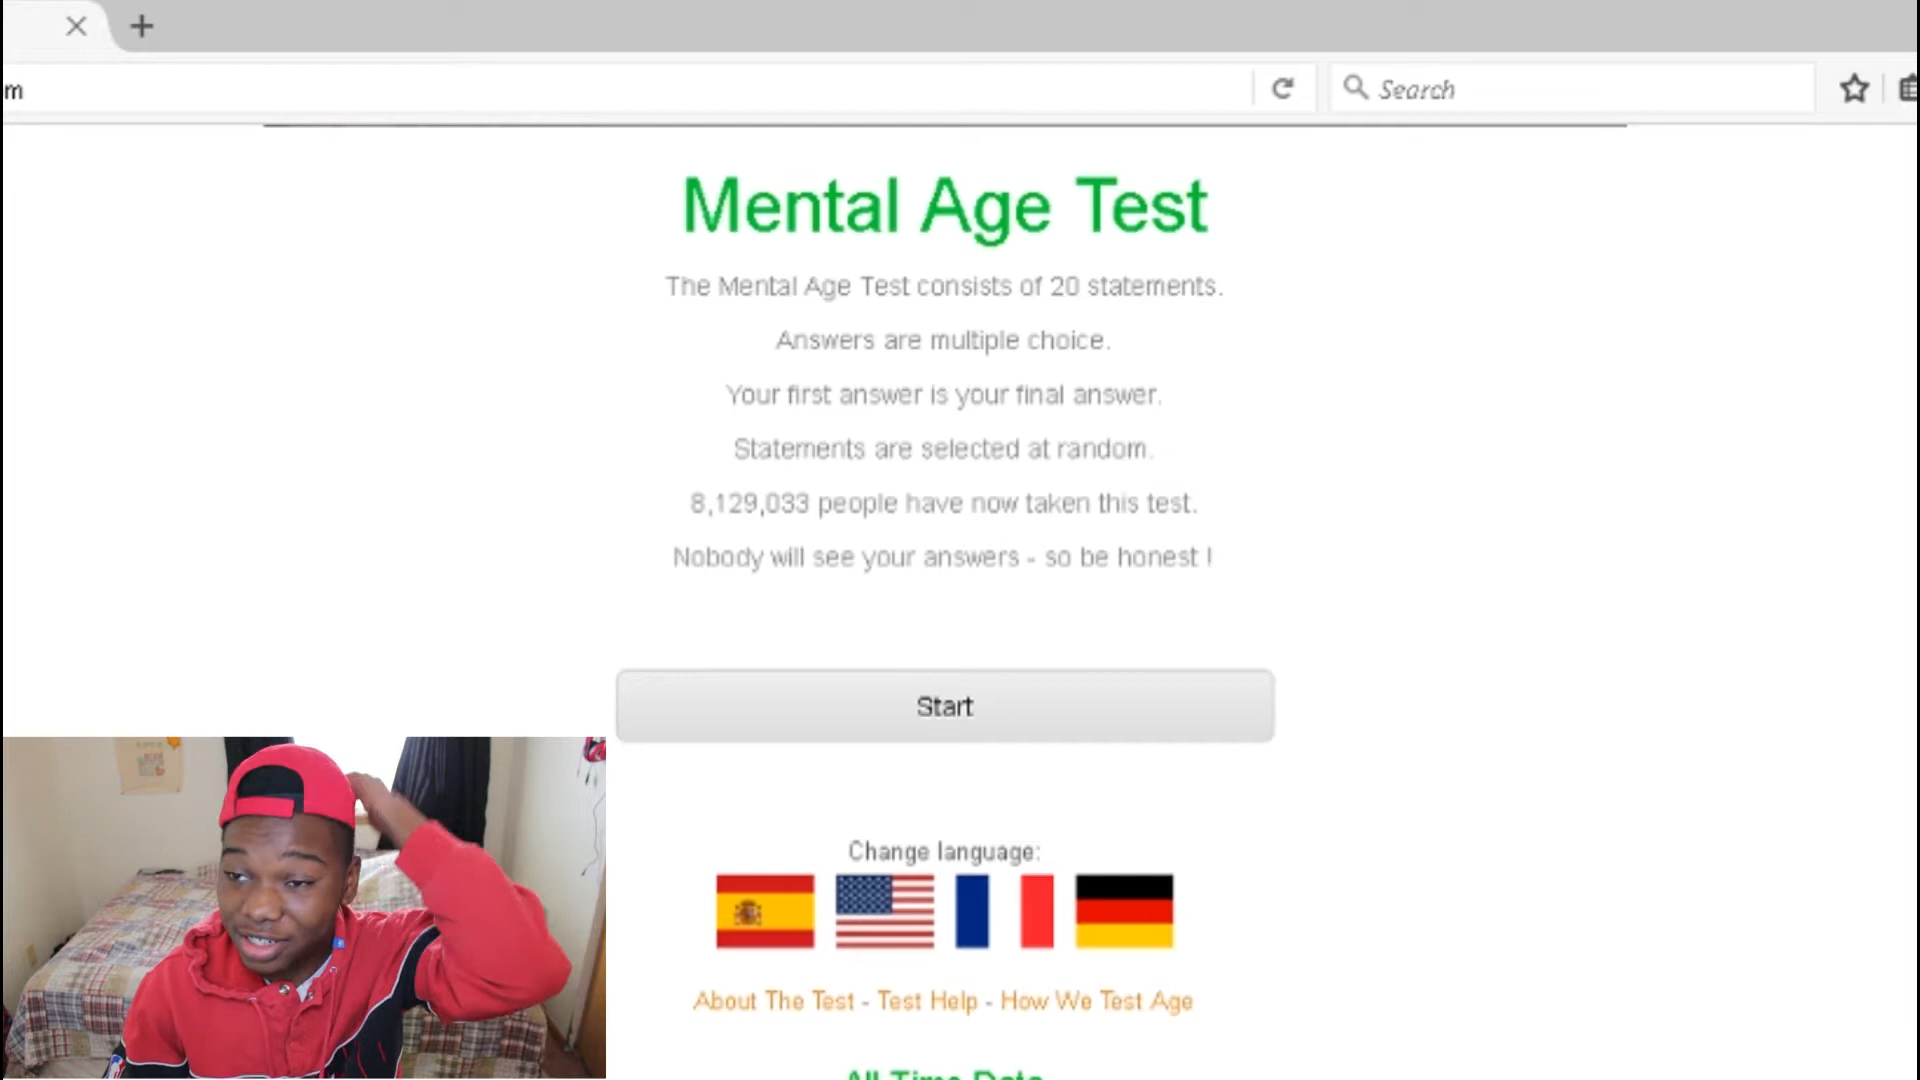 m
Search
Mental Age Test
The Mental Age Test consists of 20 statements.
Answers are multiple choice.
Your first answer is your final answer.
Statements are selected at random.
8,129,033 people have now taken this test.
Nobody will see your answers - so be honest !
Start
Change language:
About The Test - Test Help - How We Test Age
All Time Data